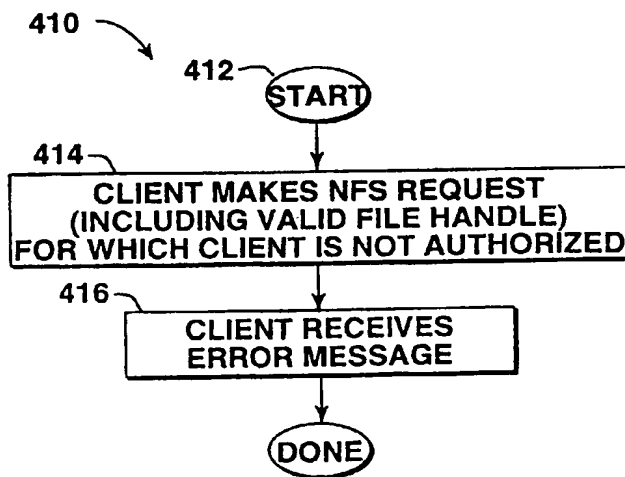 410
412
START
414
CLIENT MAKES NFS REQUEST
(INCLUDING VALID FILE HANDLE)
FOR WHICH CLIENT IS NOT AUTHORIZED
416
CLIENT RECEIVES
ERROR MESSAGE
DONE